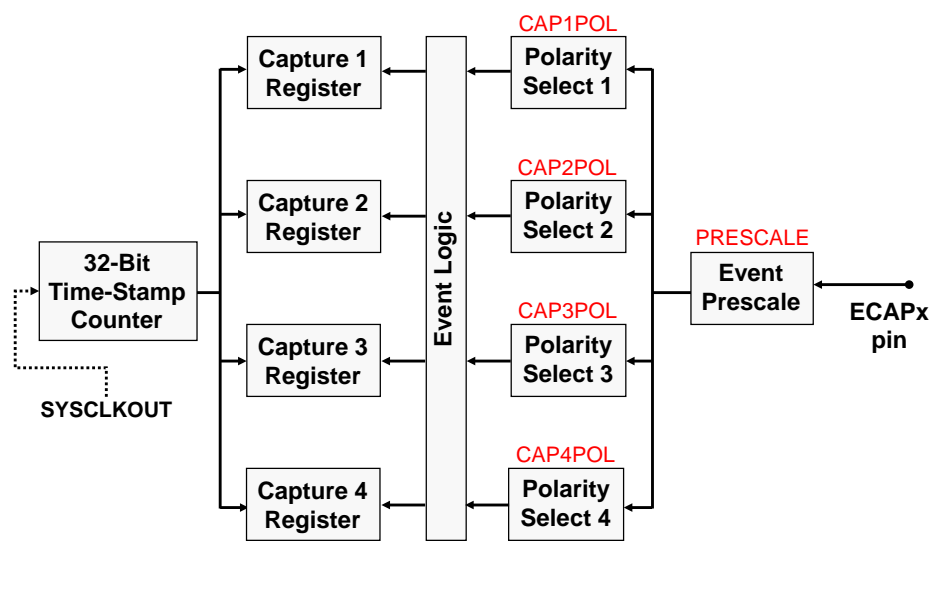 CAP1POL
Capture 1
Register
Polarity
Select 1
CAP2POL
Capture 2
Register
Polarity
Select 2
PRESCALE
32-Bit
Time-Stamp
Counter
Event Logic
Event
Prescale
ECAPx
pin
CAP3POL
Capture 3
Register
Polarity
Select 3
SYSCLKOUT
CAP4POL
Capture 4
Register
Polarity
Select 4